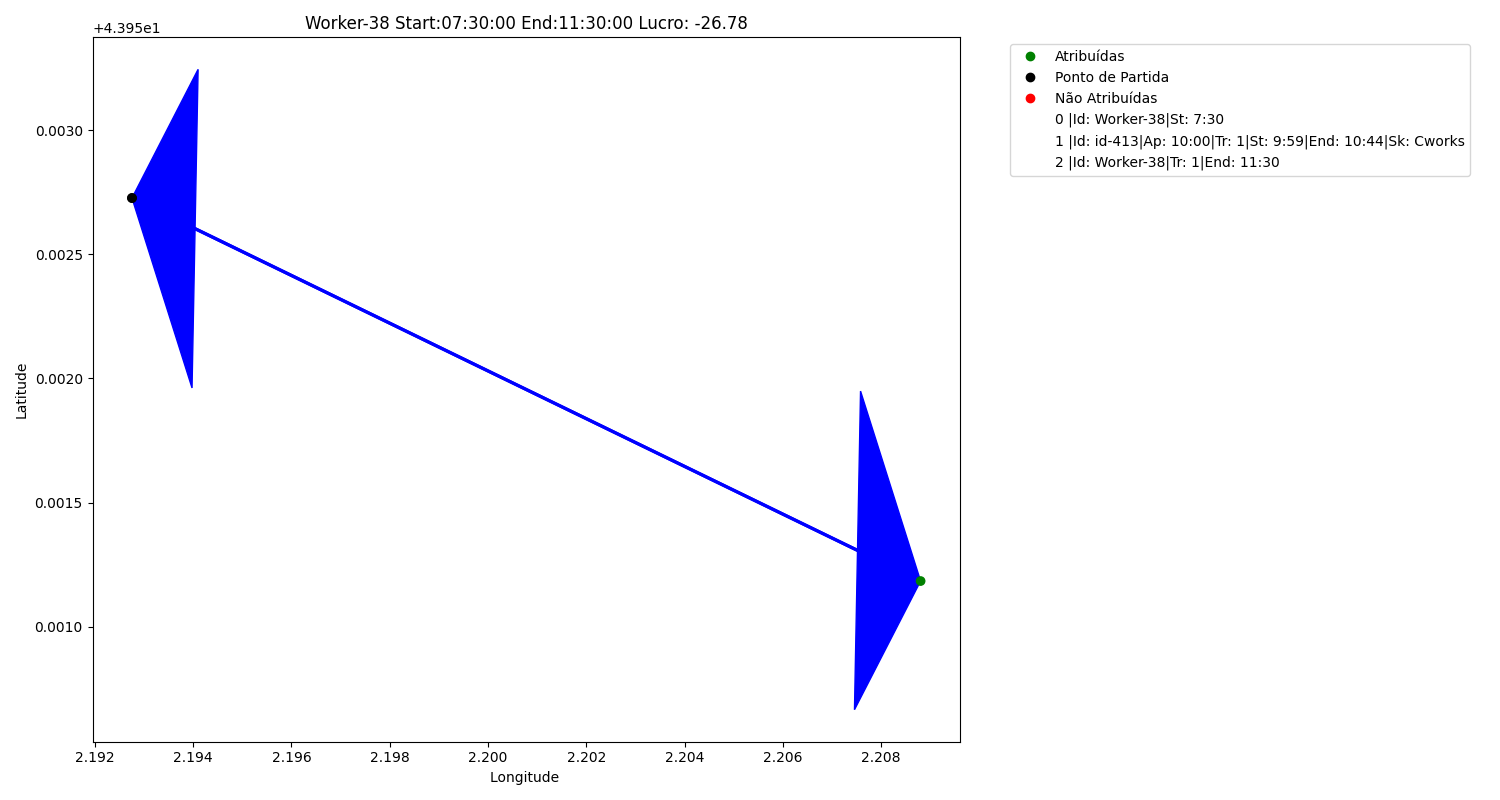 Worker-38 Start:07:30:00 End:11:30:00 Lucro: -26.78
+4.395e1
0.0030
0.0025
0.0020
0.0015
0.0010
Latitude
2.192 2.194 2.196 2.198 2.200 2.202 2.204 2.206 2.208
Longitude
Atribuídas
Ponto de Partida
Não Atribuídas
0 |Id: Worker-38|St: 7:30
1 |Id: id-413|Ap: 10:00|Tr: 1|St: 9:59|End: 10:44|Sk: Cworks
2 |Id: Worker-38|Tr: 1|End: 11:30